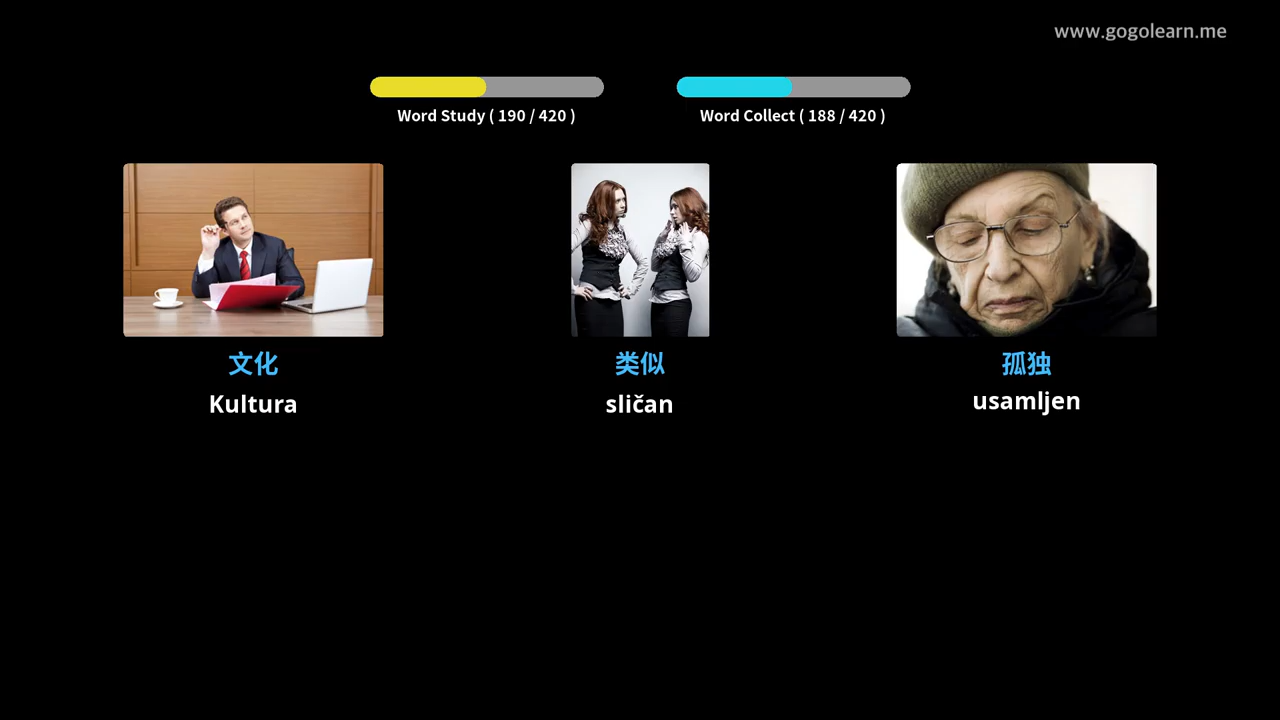 www.gogolearn.me
Word Study ( 190 / 420 )
Word Collect ( 188 / 420 )
文化
类似
孤独
Kultura
sličan
usamljen